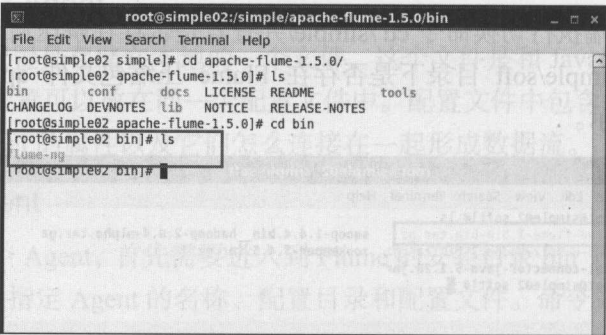 root@simple02:/simple/apache-flume-1.5.0/bin
File Edit View Search Terminal Help
[root@simple02 simple]# cd apache-flume-1.5.0/
[root@simple02 apache-flume-1.5.0]# ls
bin conf docs LICENSE README tools
CHANGELOG DEVNOTES lib NOTICE RELEASE-NOTES
[root@simple02 apache-flume-1.5.0]# cd bin
[root@simple02 bin]# ls
flume-ng
[root@simple02 bin]#